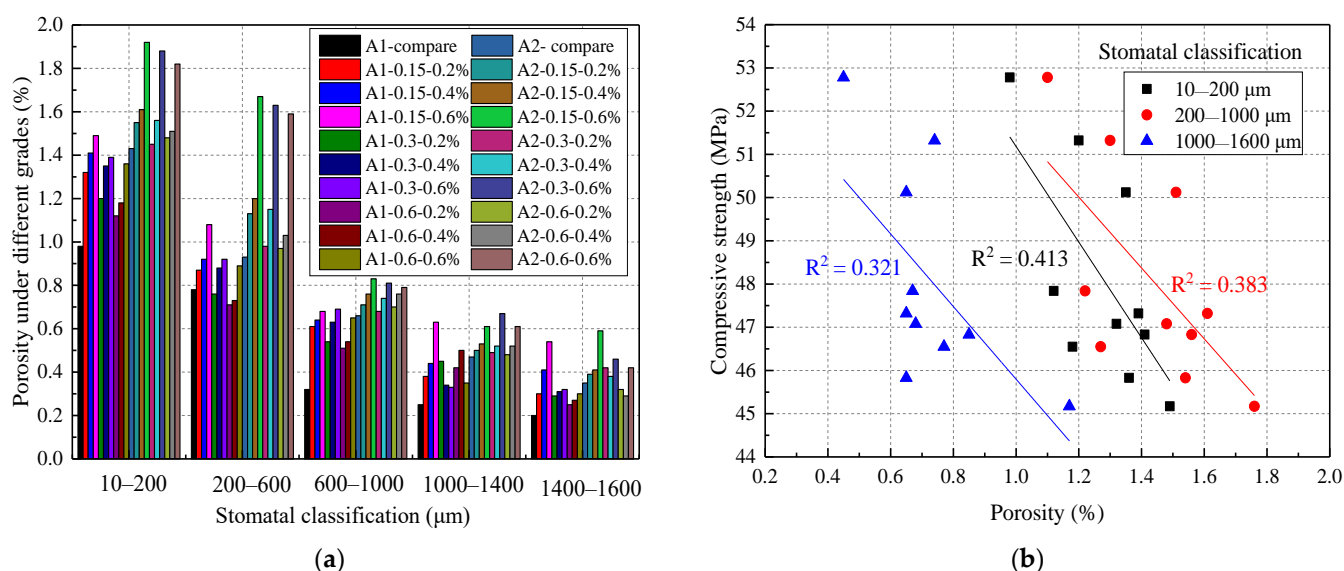 2.0
1.8
1.6
1.4
1.2
1.0
0.8
0.6
0.4
0.2
0.0
Porosity under different grades (%)
A1-compare
A1-0.15-0.2%
A1-0.15-0.4%
A1-0.15-0.6%
A1-0.3-0.2%
A1-0.3-0.4%
A1-0.3-0.6%
A1-0.6-0.2%
A1-0.6-0.4%
A1-0.6-0.6%
A2- compare
A2-0.15-0.2%
A2-0.15-0.4%
A2-0.15-0.6%
A2-0.3-0.2%
A2-0.3-0.4%
A2-0.3-0.6%
A2-0.6-0.2%
A2-0.6-0.4%
A2-0.6-0.6%
10–200
200–600
600–1000
1000–1400
1400–1600
Stomatal classification (μm)
(a)
54
53
52
51
50
49
48
47
46
45
44
Compressive strength (MPa)
Stomatal classification
10—200 μm
200—1000 μm
1000—1600 μm
R² = 0.321
R² = 0.413
R² = 0.383
0.2
0.4
0.6
0.8
1.0
1.2
1.4
1.6
1.8
2.0
Porosity (%)
(b)